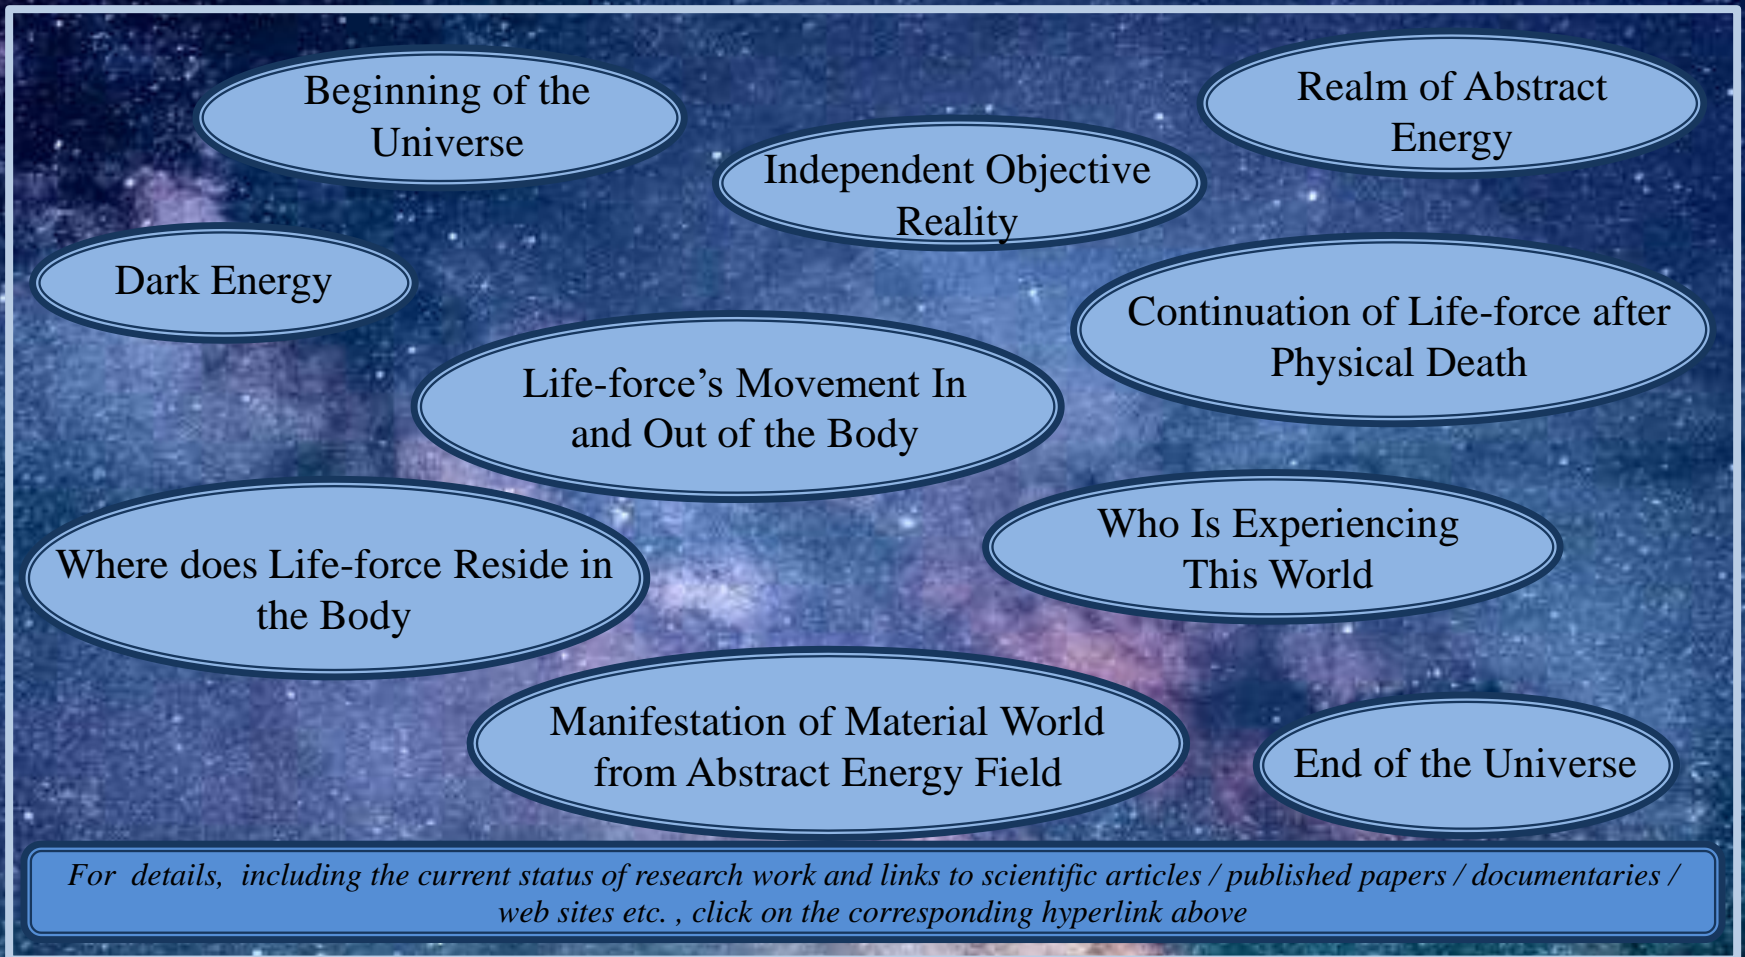 Beginning of the
Universe
Realm of Abstract
Energy
Independent Objective
Reality
Dark Energy
Continuation of Life-force after
Physical Death
Life-force’s Movement In
and Out of the Body
Who Is Experiencing
This World
Where does Life-force Reside in
the Body
Manifestation of Material World
from Abstract Energy Field
End of the Universe
For details, including the current status of research work and links to scientific articles / published papers / documentaries /
web sites etc. , click on the corresponding hyperlink above